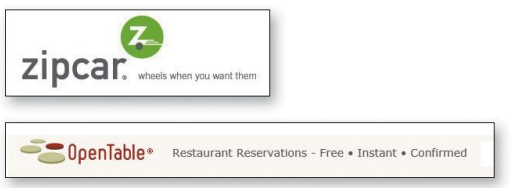 Z
zipcar® wheels when you want them
OpenTable® Restaurant Reservations - Free • Instant • Confirmed